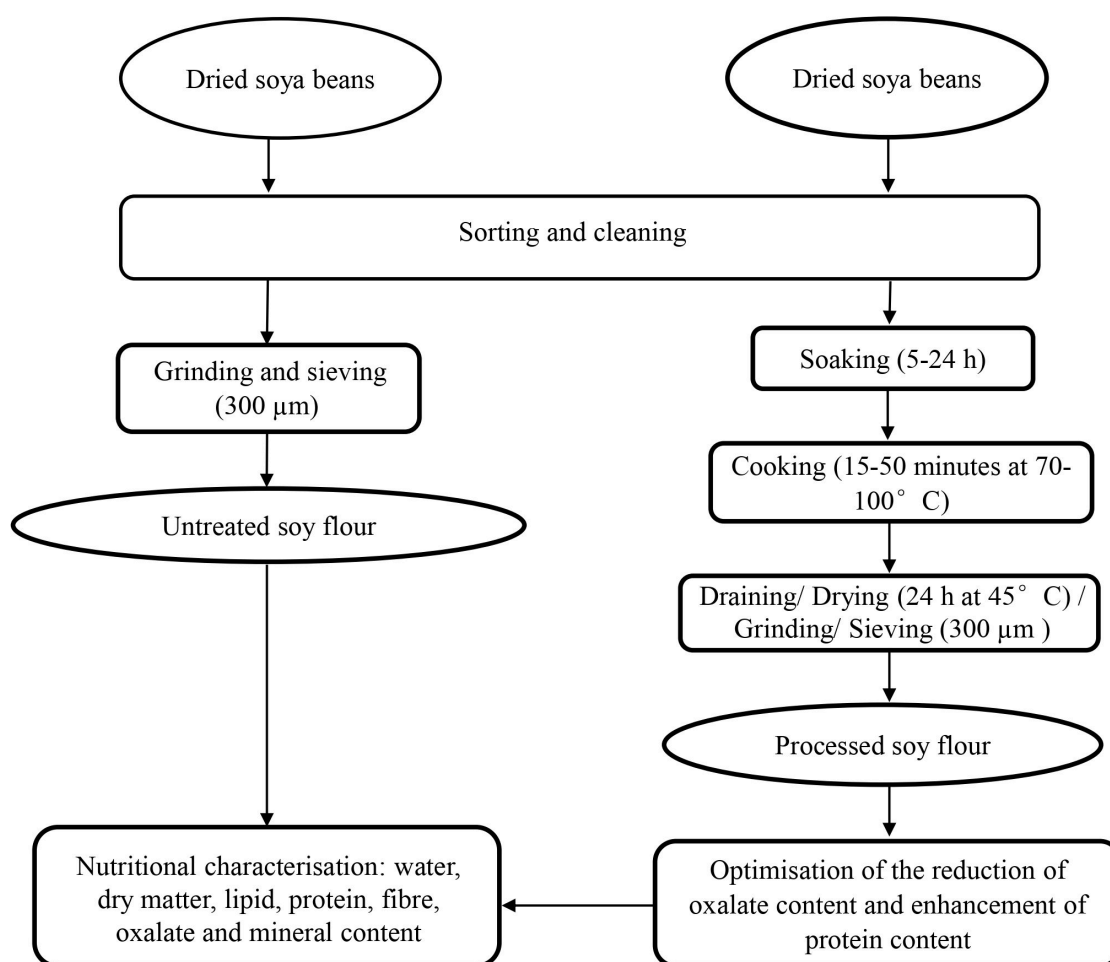 Dried soya beans
Dried soya beans
Sorting and cleaning
Grinding and sieving
(300 µm)
Untreated soy flour
Soaking (5-24 h)
Cooking (15-50 minutes at 70-
100° C)
Draining/ Drying (24 h at 45° C) /
Grinding/ Sieving (300 µm )
Processed soy flour
Nutritional characterisation: water,
dry matter, lipid, protein, fibre,
oxalate and mineral content
Optimisation of the reduction of
oxalate content and enhancement of
protein content